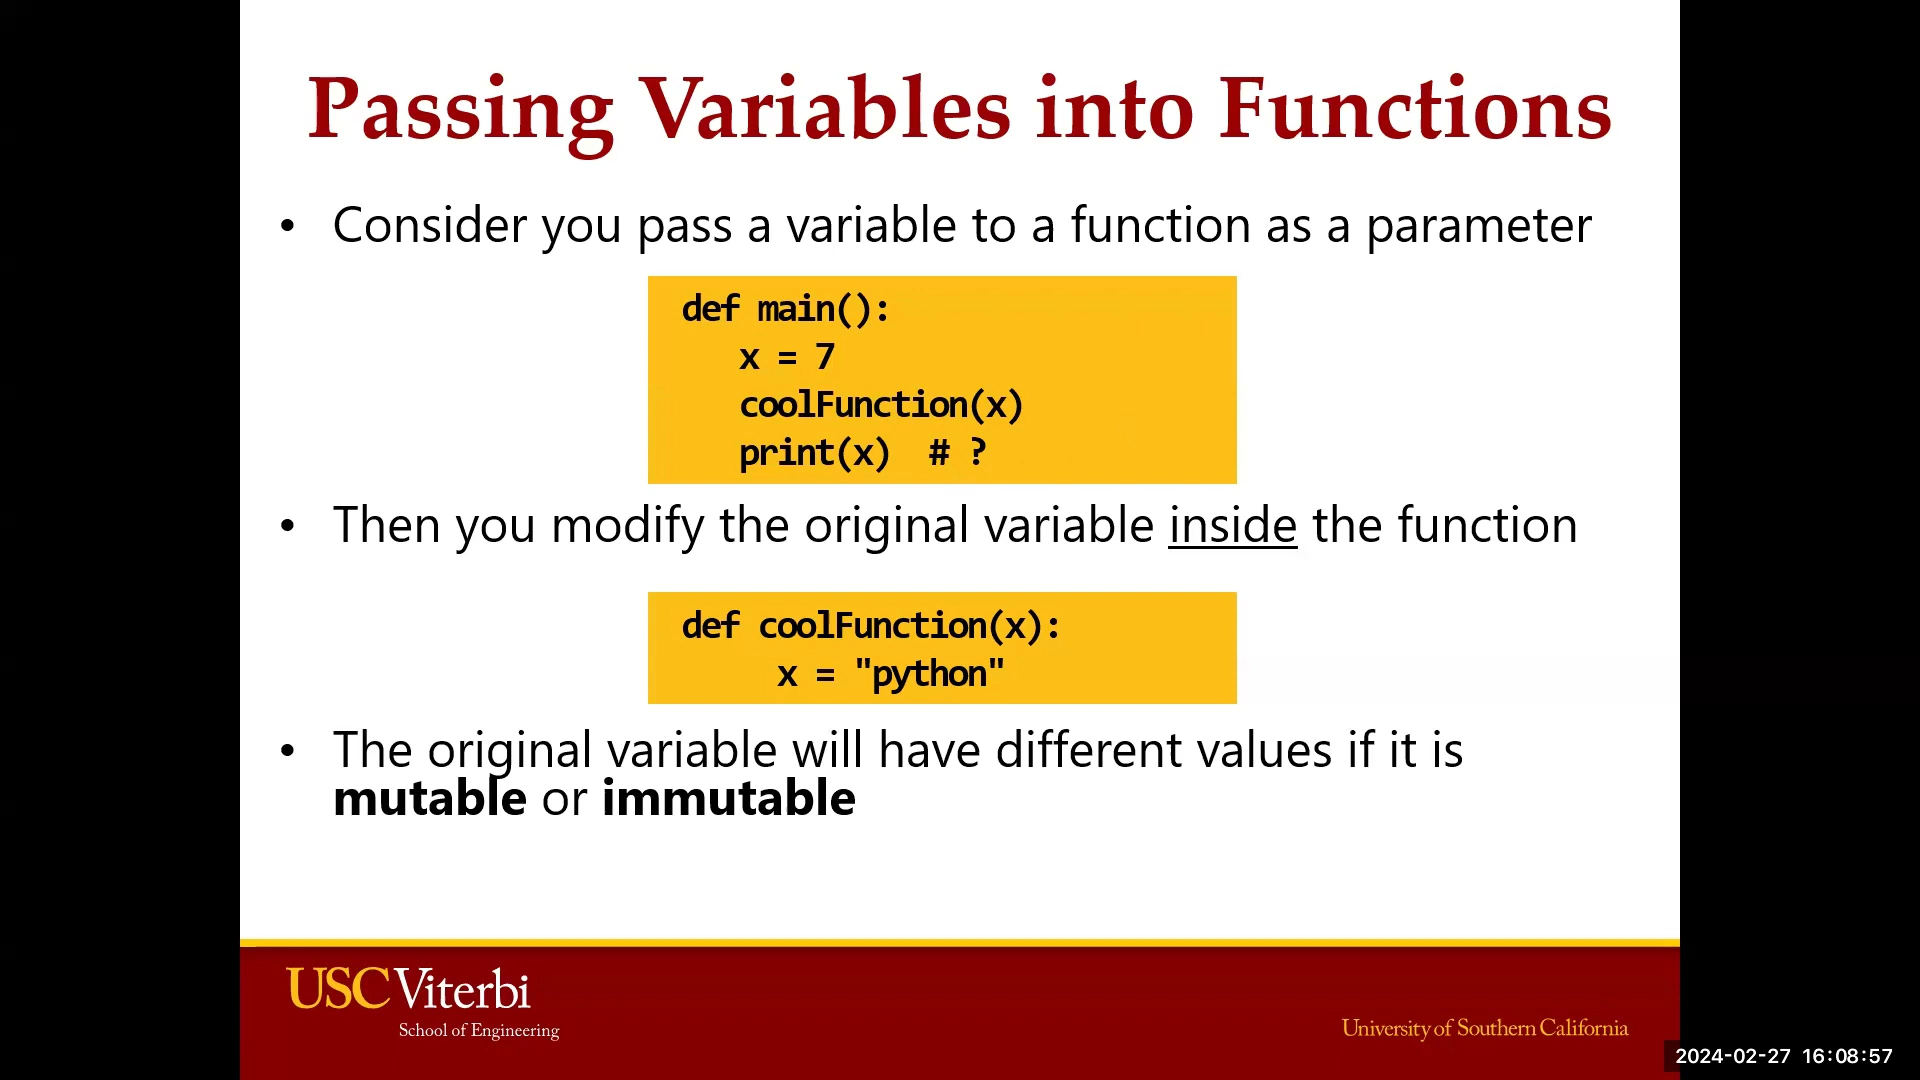 Passing Variables into Functions
• Consider you pass a variable to a function as a parameter
def main():
x = 7
coolFunction(x)
print(x)  # ?
• Then you modify the original variable inside the function
def coolFunction(x):
x = "python"
• The original variable will have different values if it is
mutable or immutable
USC Viterbi
School of Engineering
University of Southern California
2024-02-27 16:08:57